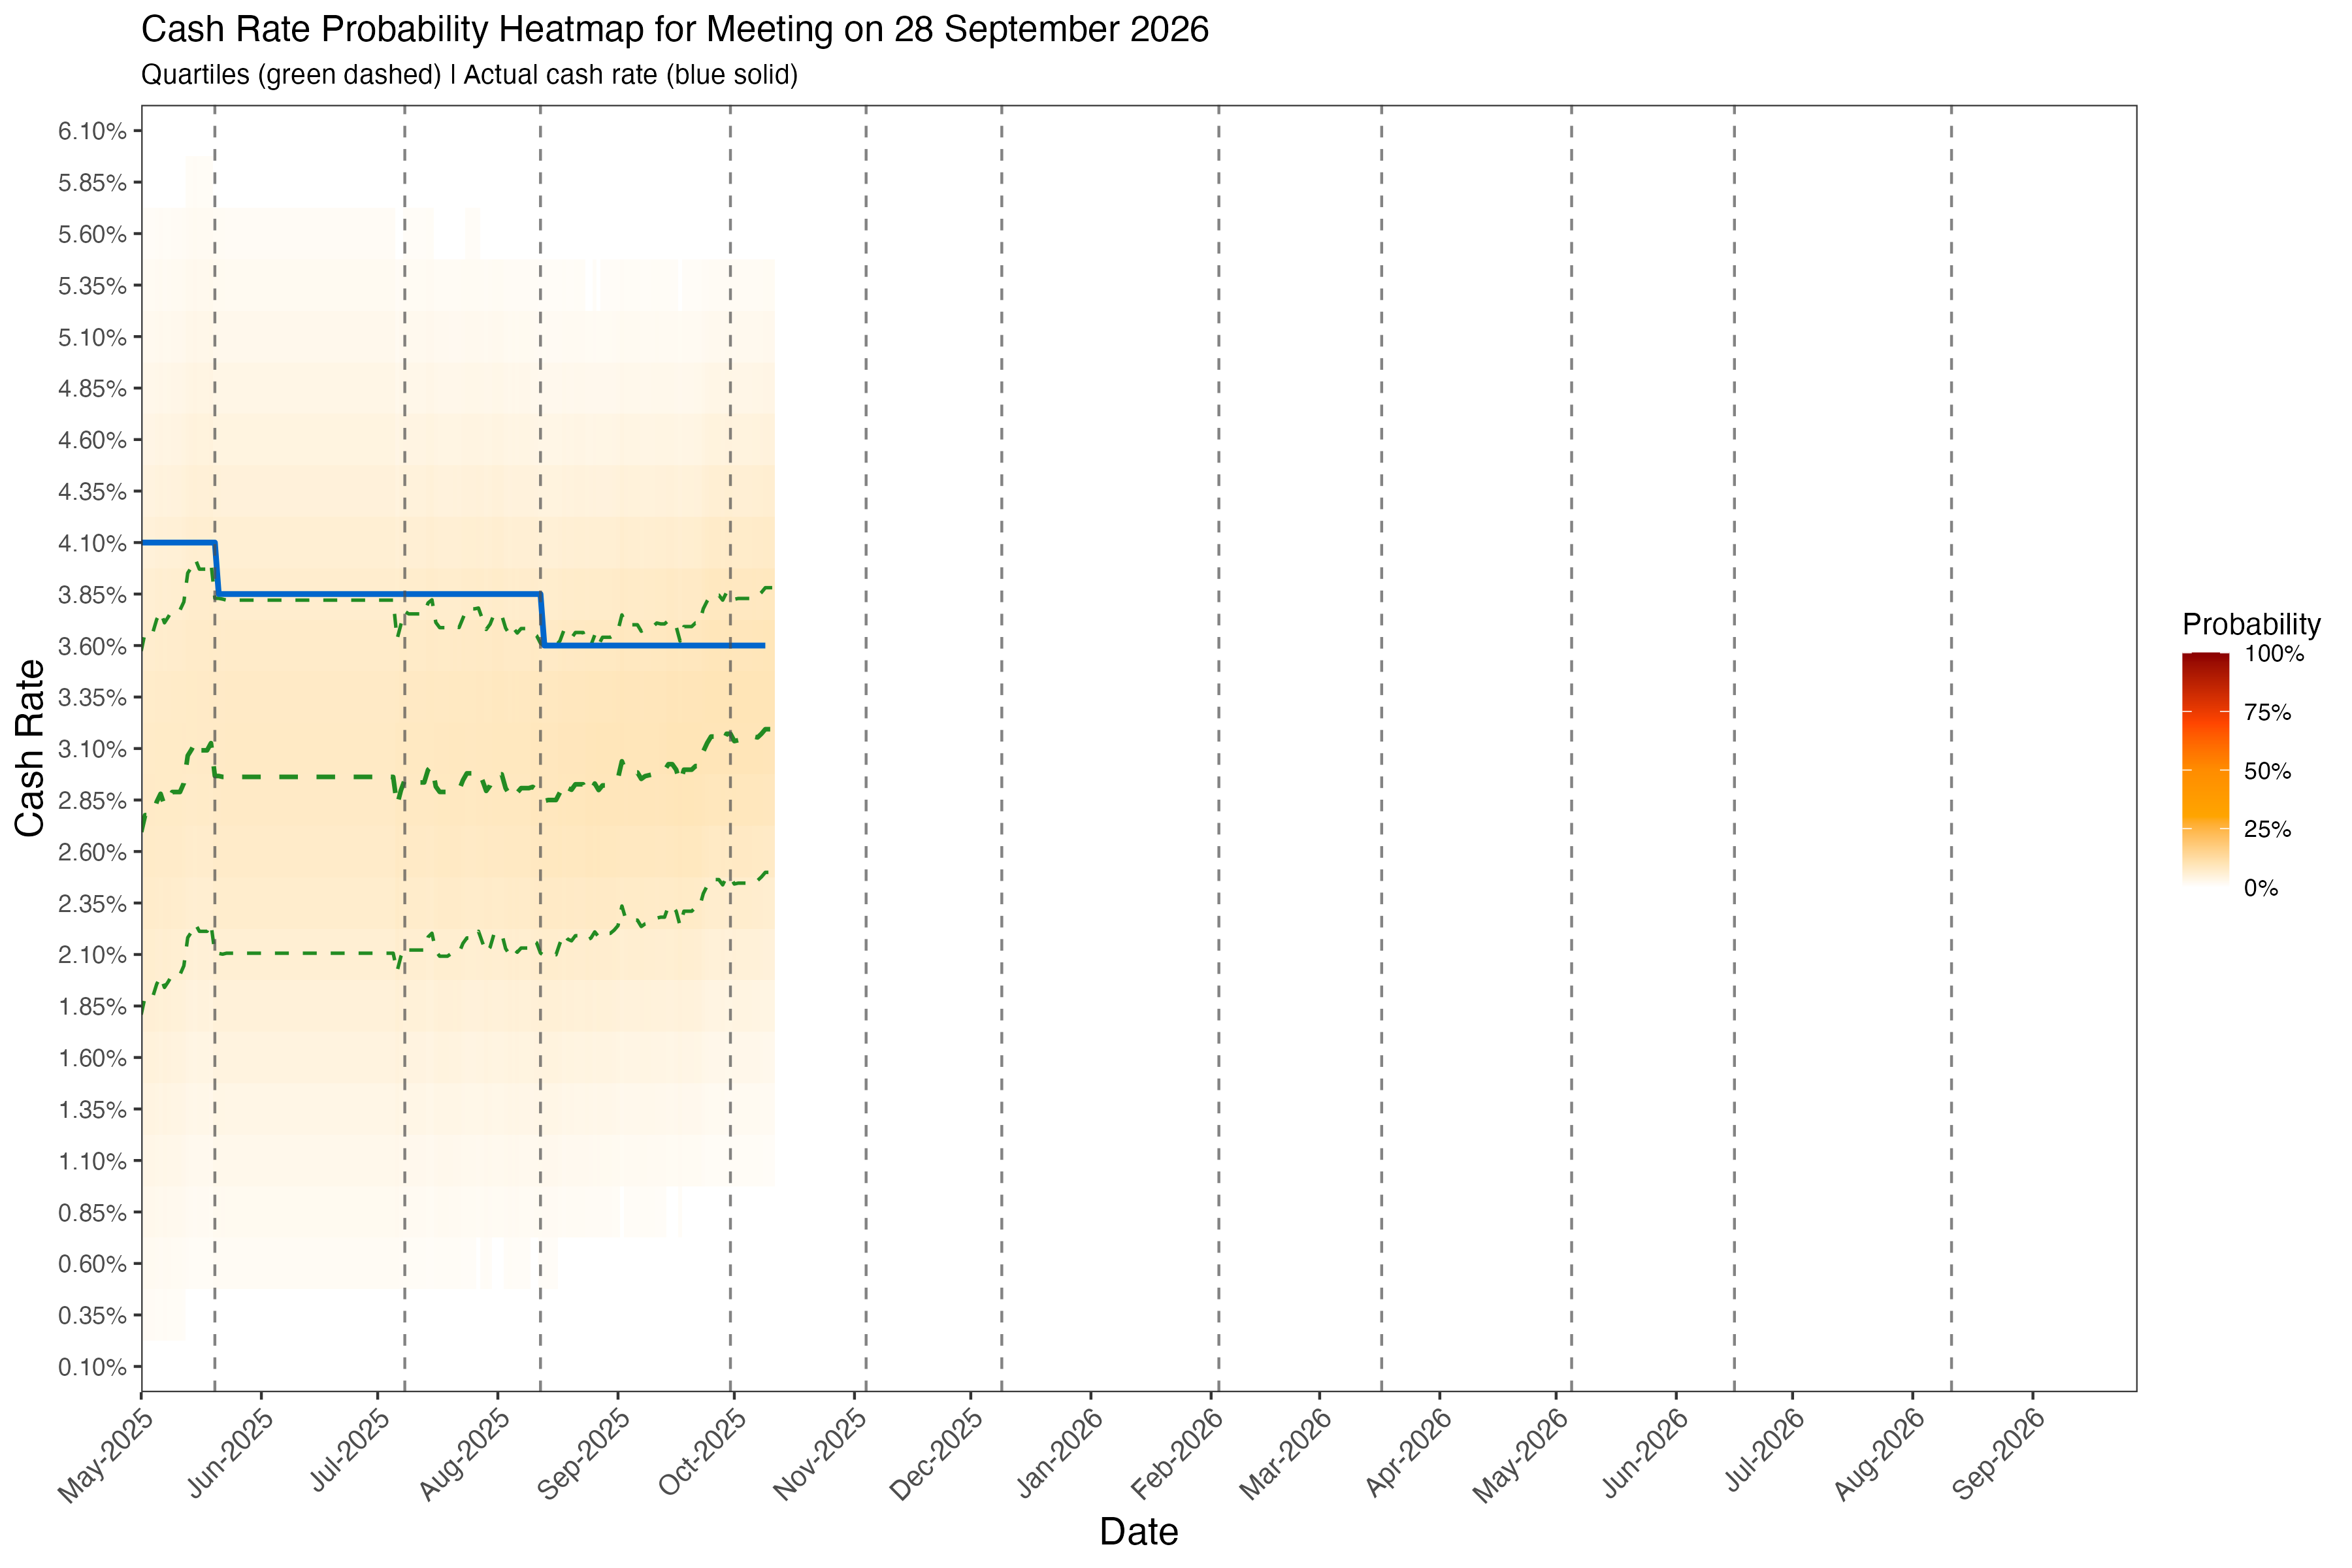 Cash Rate Probability Heatmap for Meeting on 28 September 2026
Quartiles (green dashed) | Actual cash rate (blue solid)
Cash Rate
6.10%
5.85%
5.60%
5.35%
5.10%
4.85%
4.60%
4.35%
4.10%
3.85%
3.60%
3.35%
3.10%
2.85%
2.60%
2.35%
2.10%
1.85%
1.60%
1.35%
1.10%
0.85%
0.60%
0.35%
0.10%
May-2025
Jun-2025
Jul-2025
Aug-2025
Sep-2025
Oct-2025
Nov-2025
Dec-2025
Jan-2026
Feb-2026
Mar-2026
Apr-2026
May-2026
Jun-2026
Jul-2026
Aug-2026
Sep-2026
Date
Probability
100%
75%
50%
25%
0%